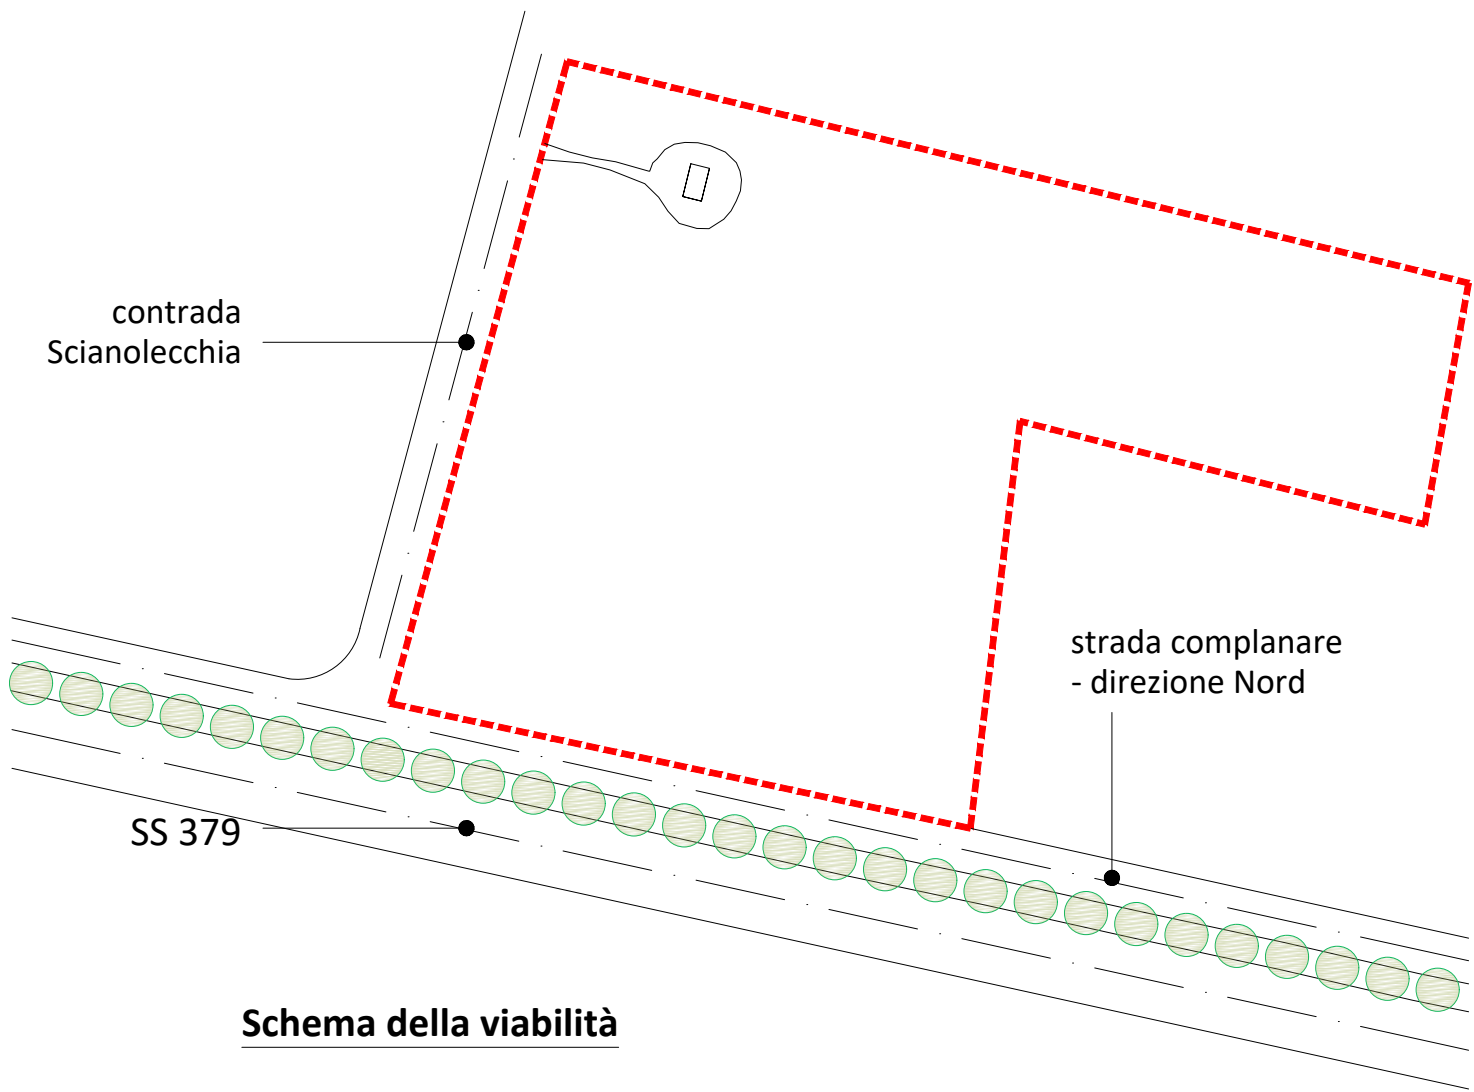 contrada
Scianolecchia
strada complanare
- direzione Nord
SS 379
Schema della viabilità